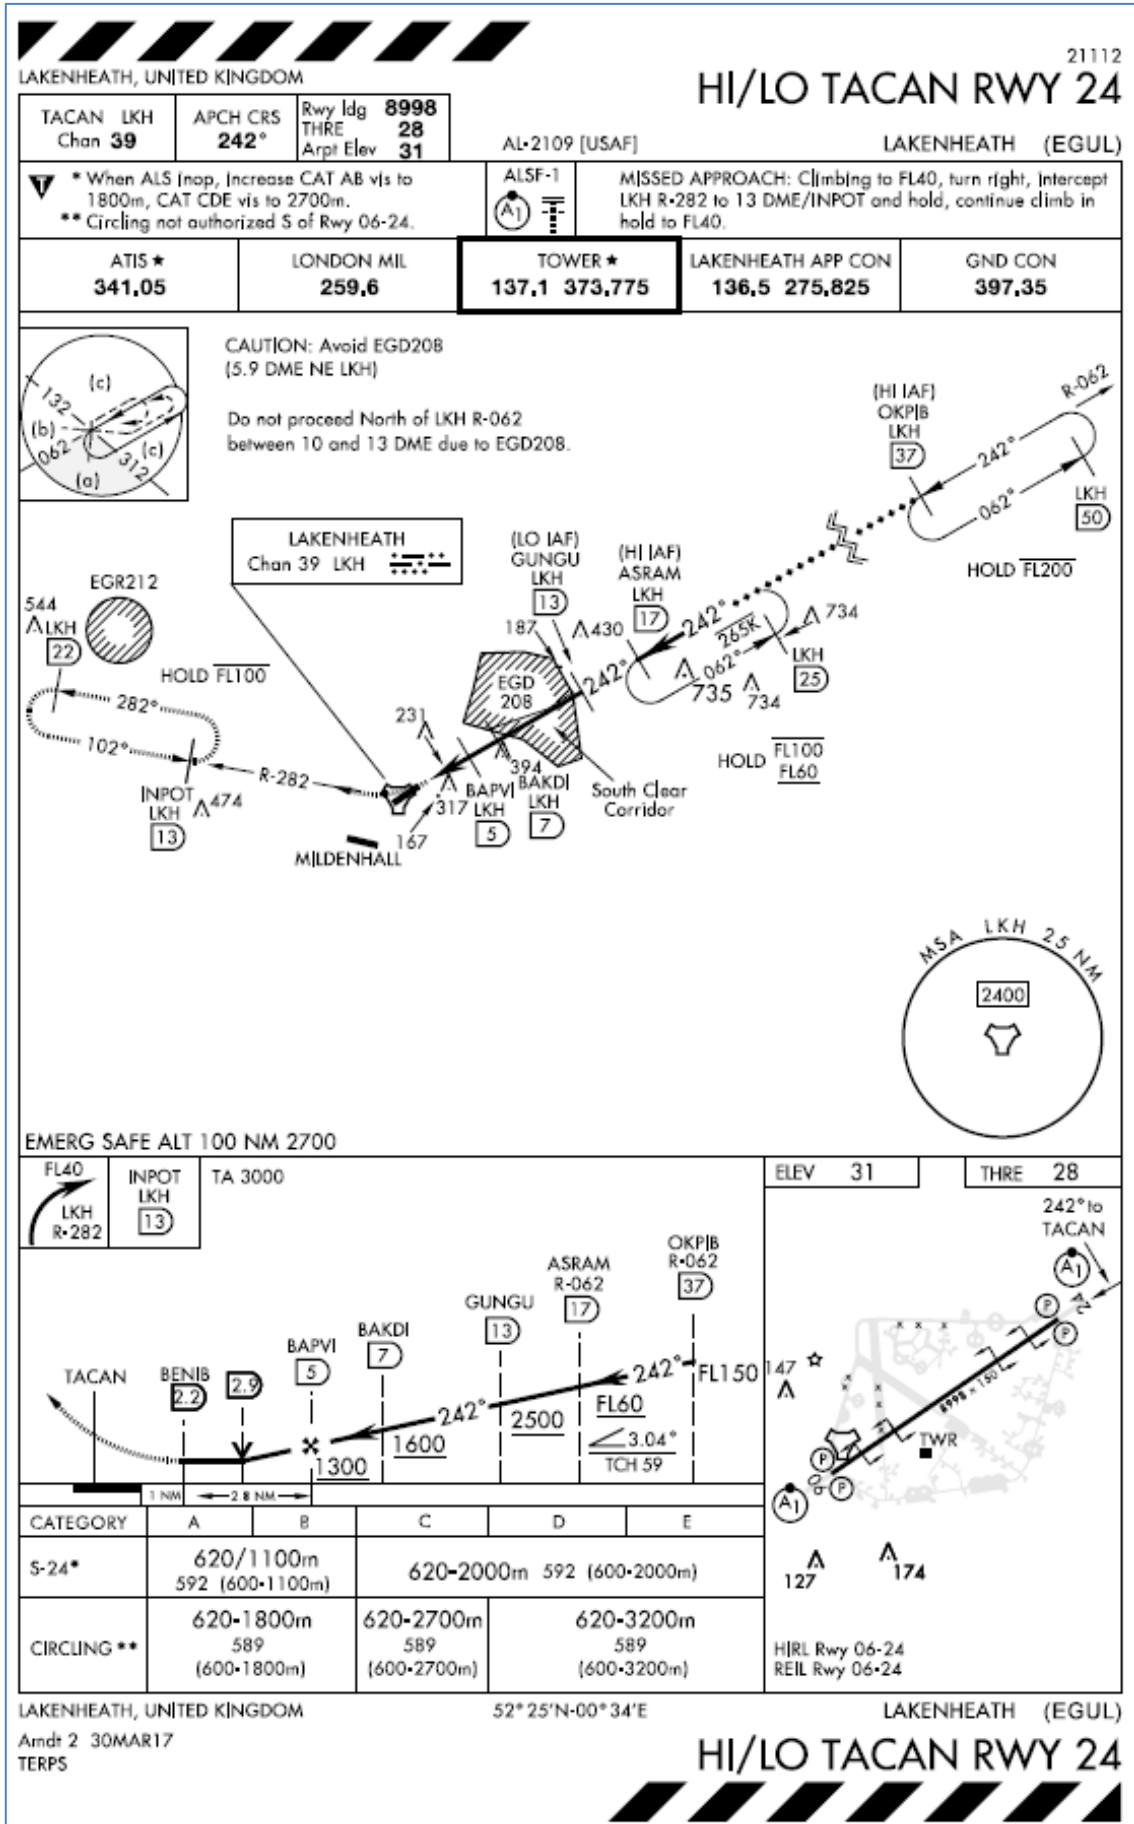 21112
LAKENHEATH, UNITED KINGDOM
HI/LO TACAN RWY 24
TACAN LKH
Chan 39
APCH CRS
242°
Rwy ldg 8998
THRE 28
Arpt Elev 31
AL-2109 [USAF]
LAKENHEATH (EGUL)
T
* When ALS inop, increase CAT AB vis to
1800m, CAT CDE vis to 2700m.
** Circling not authorized S of Rwy 06-24.
ALSF-1
A1
MISSED APPROACH: Climbing to FL40, turn right, intercept
LKH R-282 to 13 DME/INPOT and hold, continue climb in
hold to FL40.
ATIS ★
341.05
LONDON MIL
259.6
TOWER ★
137.1 373.775
LAKENHEATH APP CON
136.5 275.825
GND CON
397.35
(c)
132
(b)
062
(c)
312
(a)
CAUTION: Avoid EGD208
(5.9 DME NE LKH)
Do not proceed North of LKH R-062
between 10 and 13 DME due to EGD208.
R-062
(HI IAF)
OKPIB
LKH
37
242°
062°
LKH
50
HOLD FL200
LAKENHEATH
Chan 39 LKH
(LO IAF)
GUNGU
LKH
13
(HI IAF)
ASRAM
LKH
17
EGR212
544
LKH
22
HOLD FL100
282°
102°
R-282
INPOT
LKH
13
474
187
430
242°
242°
265K
062°
734
LKH
25
735
734
HOLD FL100
FL60
EGD
208
231
394
317
167
BAPVI
LKH
5
BAKDI
LKH
7
South Clear
Corridor
MILDENHALL
MSA LKH 25 NM
2400
EMERG SAFE ALT 100 NM 2700
FL40
LKH
R-282
INPOT
LKH
13
TA 3000
TACAN
BENIB
2.2
2.9
BAPVI
5
BAKDI
7
GUNGU
13
ASRAM
R-062
17
OKPIB
R-062
37
242°
242°
FL150
1300
1600
2500
FL60
3.04°
TCH 59
1 NM
2.8 NM
ELEV 31
THRE 28
242° to
TACAN
A1
24
P
P
147
8998 × 150
TWR
P
P
A1
127
174
HIRL Rwy 06-24
REIL Rwy 06-24
CATEGORY A B C D E
S-24*
620/1100m
592 (600-1100m)
620-2000m 592 (600-2000m)
CIRCLING **
620-1800m
589
(600-1800m)
620-2700m
589
(600-2700m)
620-3200m
589
(600-3200m)
LAKENHEATH, UNITED KINGDOM
52°25'N-00°34'E
LAKENHEATH (EGUL)
Amdt 2 30MAR17
TERPS
HI/LO TACAN RWY 24